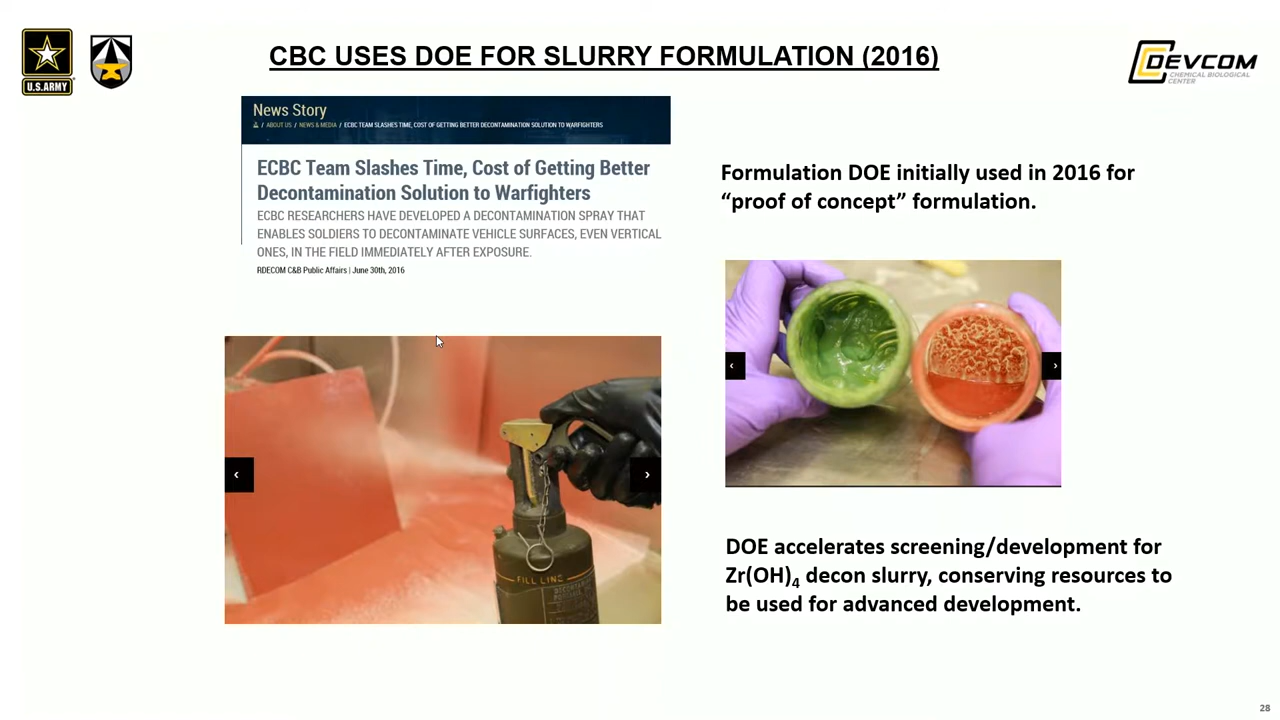 CBC USES DOE FOR SLURRY FORMULATION (2016)
U.S.ARMY
DEVCOM
CHEMICAL BIOLOGICAL
CENTER
News Story
/ ABOUT US / NEWS & MEDIA / ECBC TEAM SLASHES TIME, COST OF GETTING BETTER DECONTAMINATION SOLUTION TO WARFIGHTERS
ECBC Team Slashes Time, Cost of Getting Better
Decontamination Solution to Warfighters
ECBC RESEARCHERS HAVE DEVELOPED A DECONTAMINATION SPRAY THAT
ENABLES SOLDIERS TO DECONTAMINATE VEHICLE SURFACES, EVEN VERTICAL
ONES, IN THE FIELD IMMEDIATELY AFTER EXPOSURE.
RDECOM C&B Public Affairs | June 30th, 2016
FILL LINE
Formulation DOE initially used in 2016 for
“proof of concept” formulation.
DOE accelerates screening/development for
Zr(OH)₄ decon slurry, conserving resources to
be used for advanced development.
28